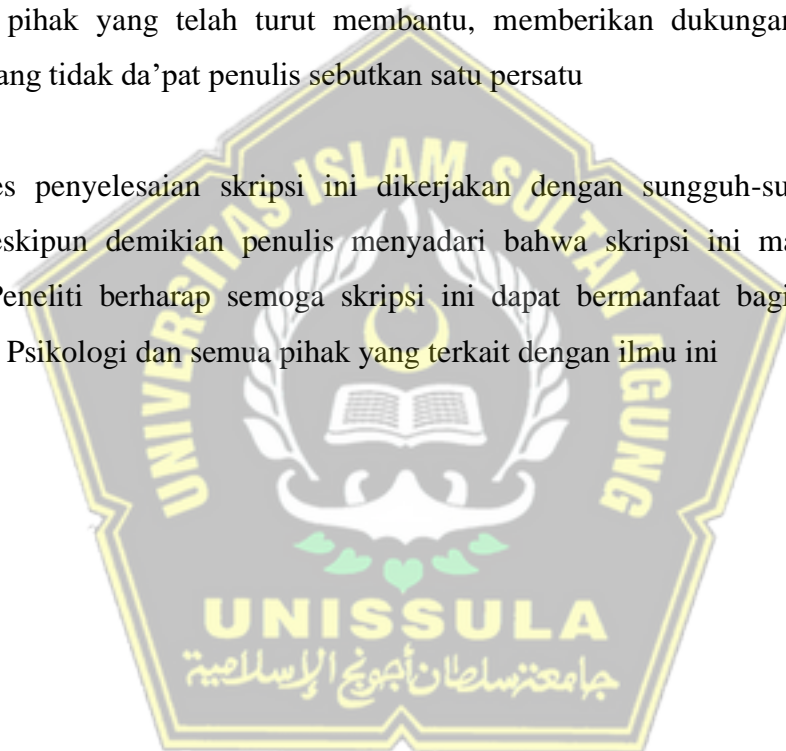 pihak yang telah turut membantu, memberikan dukungan
ang tidak da’pat penulis sebutkan satu persatu
es penyelesaian skripsi ini dikerjakan dengan sungguh-su
eskipun demikian penulis menyadari bahwa skripsi ini ma
Peneliti berharap semoga skripsi ini dapat bermanfaat bagi
Psikologi dan semua pihak yang terkait dengan ilmu ini
UNIVERSITAS ISLAM SULTAN AGUNG
UNISSULA
جامعتنسلطان أجونج الإسلامية